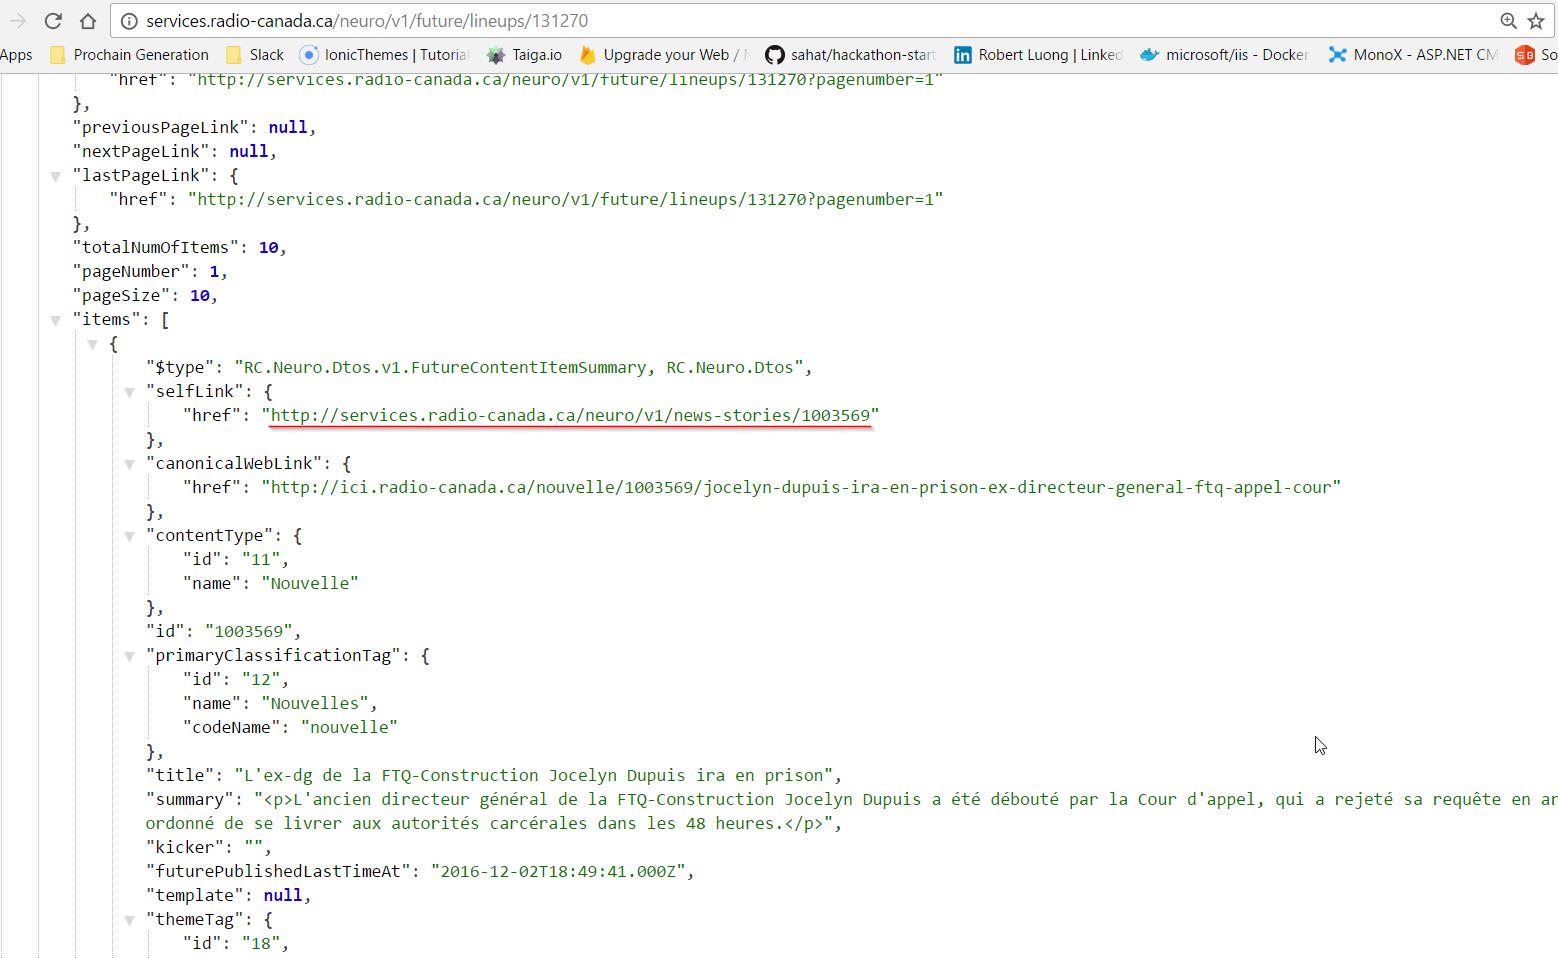 services.radio-canada.ca/neuro/v1/future/lineups/131270
Apps Prochain Generation Slack IonicThemes | Tutorial Taiga.io Upgrade your Web / sahat/hackathon-start Robert Luong | Linked microsoft/iis - Docker MonoX - ASP.NET CM SB So
"href": "http://services.radio-canada.ca/neuro/v1/future/lineups/131270?pagenumber=1"
},
"previousPageLink": null,
"nextPageLink": null,
"lastPageLink": {
"href": "http://services.radio-canada.ca/neuro/v1/future/lineups/131270?pagenumber=1"
},
"totalNumOfItems": 10,
"pageNumber": 1,
"pageSize": 10,
"items": [
{
"$type": "RC.Neuro.Dtos.v1.FutureContentItemSummary, RC.Neuro.Dtos",
"selfLink": {
"href": "http://services.radio-canada.ca/neuro/v1/news-stories/1003569"
},
"canonicalWebLink": {
"href": "http://ici.radio-canada.ca/nouvelle/1003569/jocelyn-dupuis-ira-en-prison-ex-directeur-general-ftq-appel-cour"
},
"contentType": {
"id": "11",
"name": "Nouvelle"
},
"id": "1003569",
"primaryClassificationTag": {
"id": "12",
"name": "Nouvelles",
"codeName": "nouvelle"
},
"title": "L'ex-dg de la FTQ-Construction Jocelyn Dupuis ira en prison",
"summary": "<p>L'ancien directeur général de la FTQ-Construction Jocelyn Dupuis a été débouté par la Cour d'appel, qui a rejeté sa requête en
ordonné de se livrer aux autorités carcérales dans les 48 heures.</p>",
"kicker": "",
"futurePublishedLastTimeAt": "2016-12-02T18:49:41.000Z",
"template": null,
"themeTag": {
"id": "18",